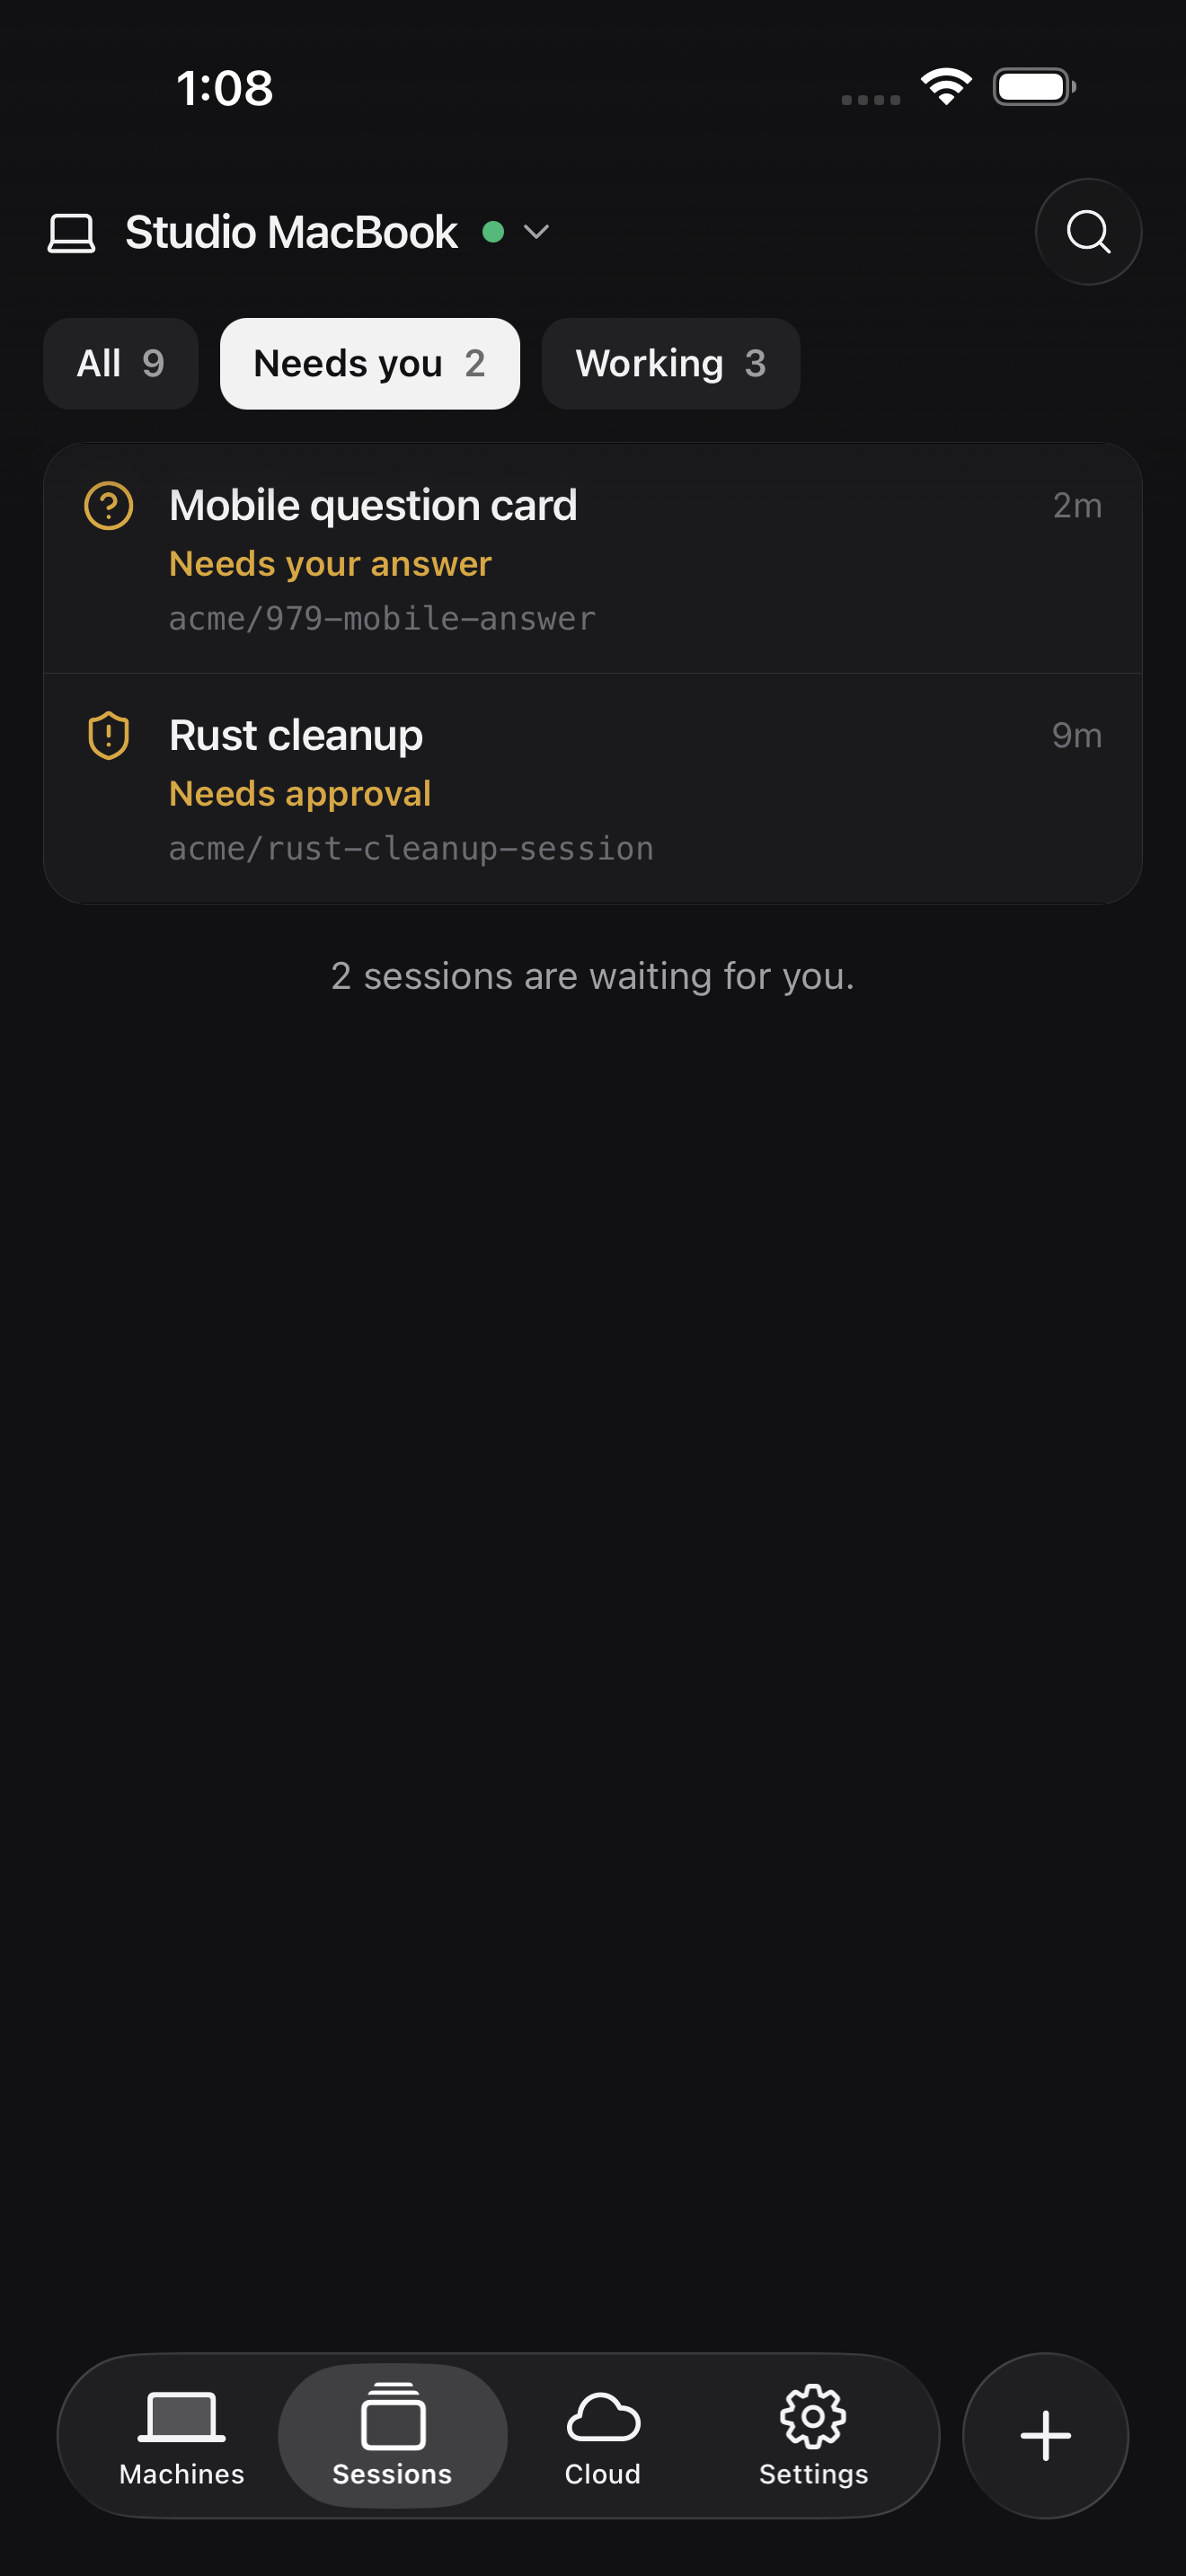 1:08
Studio MacBook
All 9 Needs you 2 Working 3
Mobile question card 2m
Needs your answer
acme/979-mobile-answer
Rust cleanup 9m
Needs approval
acme/rust-cleanup-session
2 sessions are waiting for you.
Machines Sessions Cloud Settings